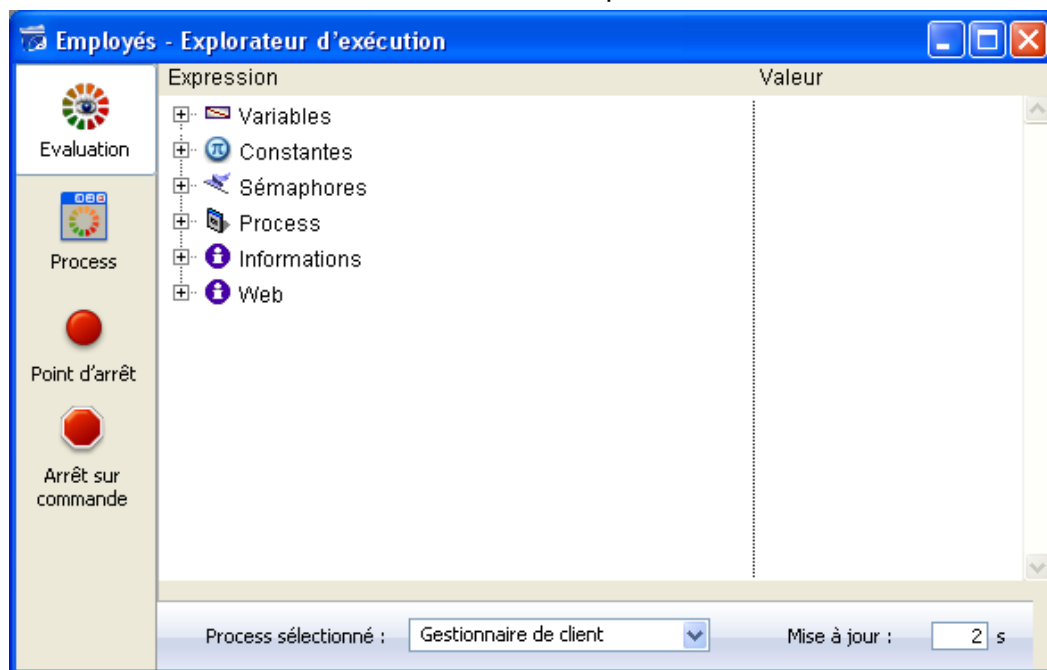 Employés - Explorateur d'exécution
Expression Valeur
Evaluation
Process
Point d'arrêt
Arrêt sur
commande
Variables
Constantes
Sémaphores
Process
Informations
Web
Process sélectionné : Gestionnaire de client Mise à jour : 2 s